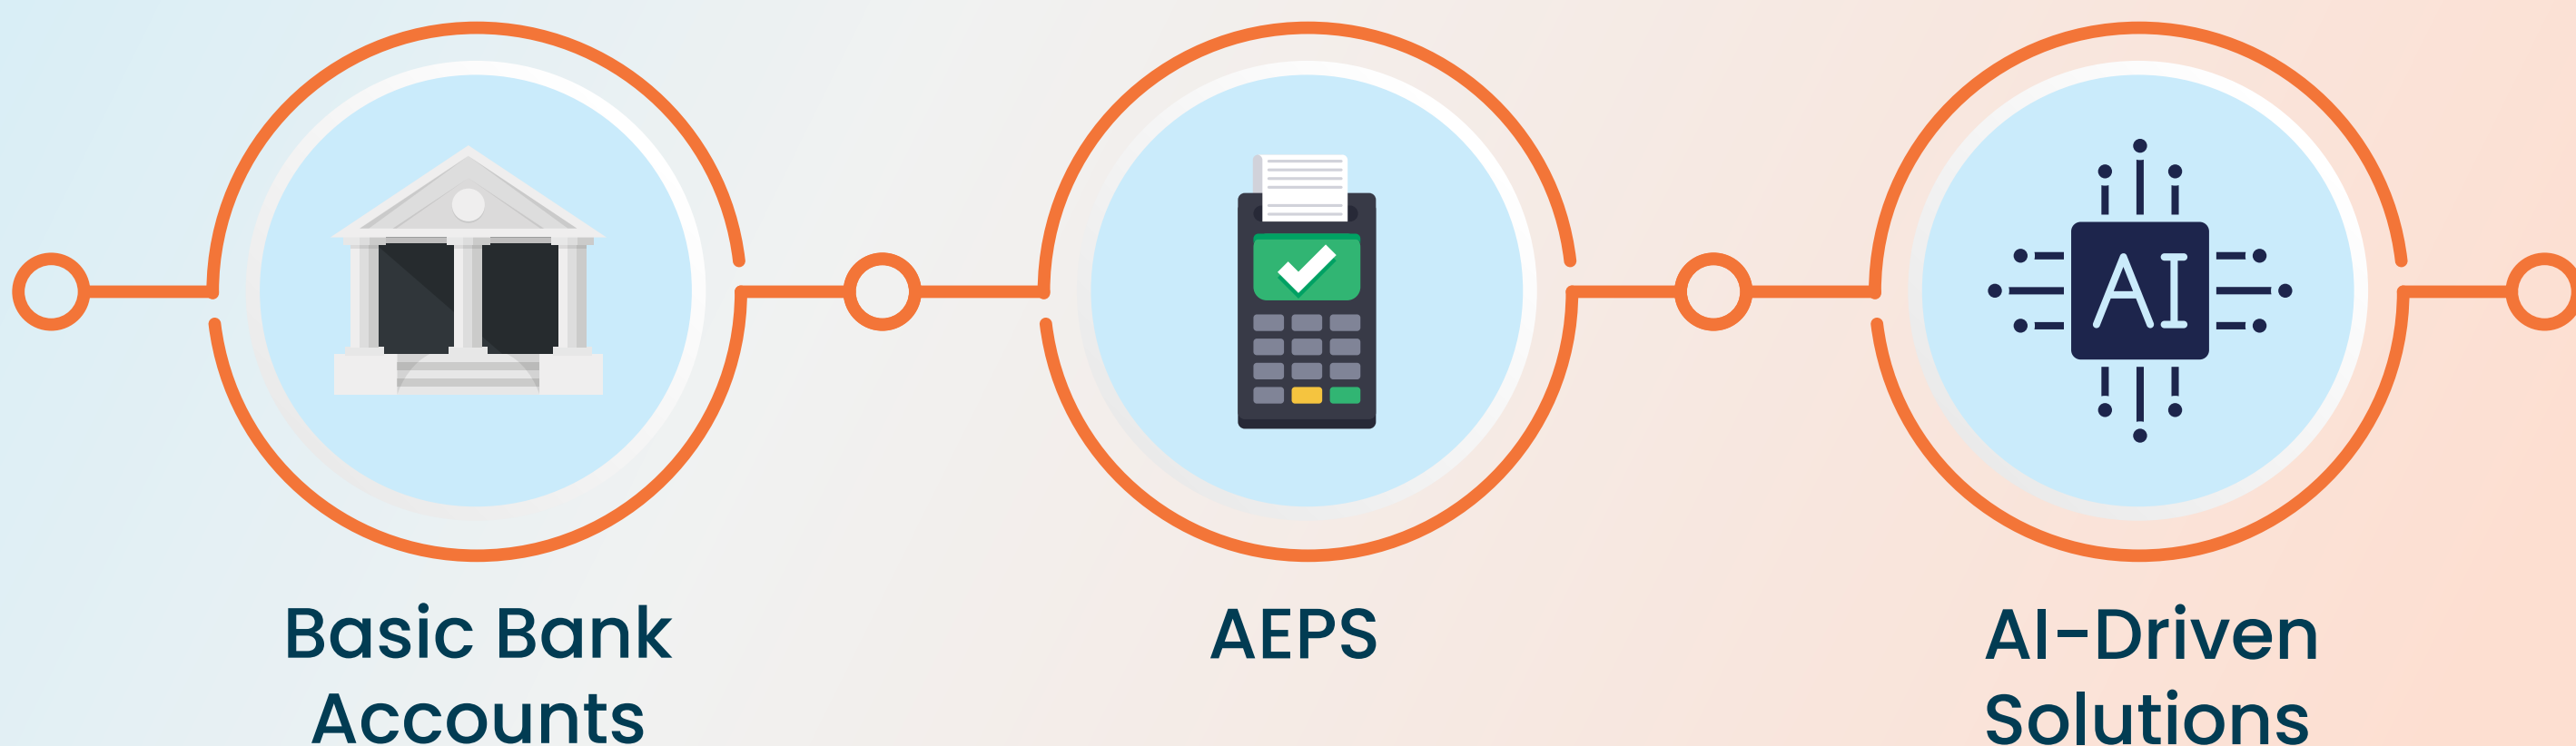 AI
Basic Bank
Accounts
AEPS
AI-Driven
Solutions